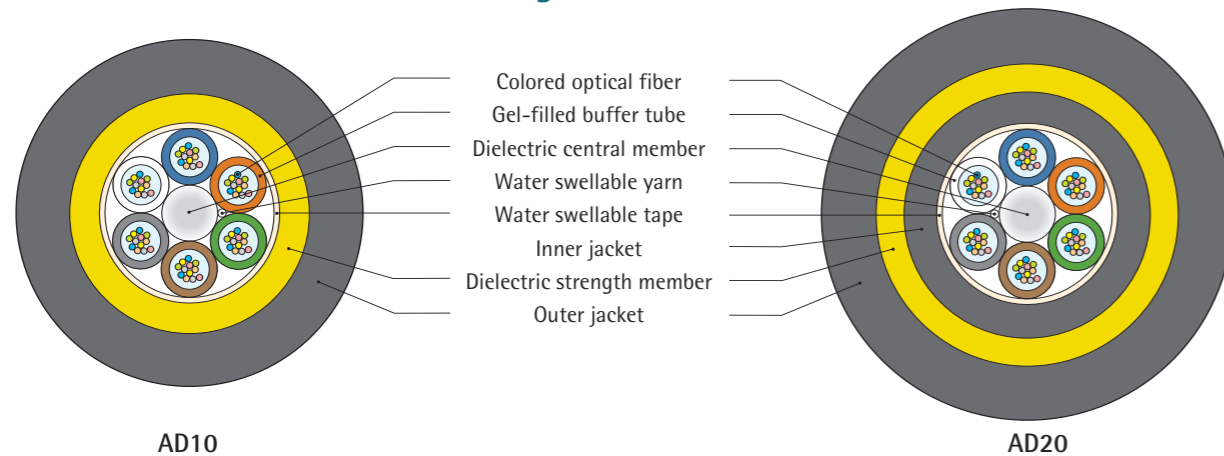 Colored optical fiber
Gel-filled buffer tube
Dielectric central member
Water swellable yarn
Water swellable tape
Inner jacket
Dielectric strength member
Outer jacket
AD10
AD20